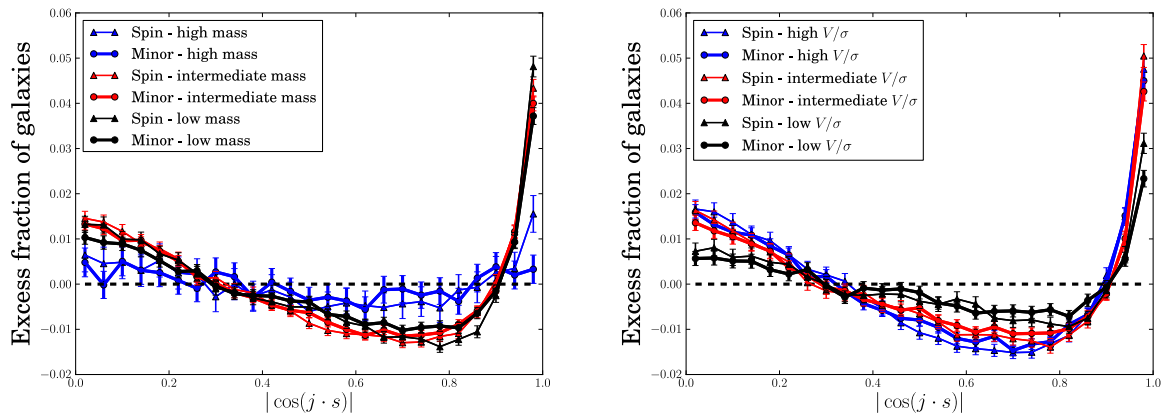 0.06
0.05
0.04
0.03
0.02
0.01
0.00
−0.01
−0.02
Excess fraction of galaxies
Spin - high mass
Minor - high mass
Spin - intermediate mass
Minor - intermediate mass
Spin - low mass
Minor - low mass
0.0 0.2 0.4 0.6 0.8 1.0
|cos(j · s)|
0.06
0.05
0.04
0.03
0.02
0.01
0.00
−0.01
−0.02
Excess fraction of galaxies
Spin - high V/σ
Minor - high V/σ
Spin - intermediate V/σ
Minor - intermediate V/σ
Spin - low V/σ
Minor - low V/σ
0.0 0.2 0.4 0.6 0.8 1.0
|cos(j · s)|